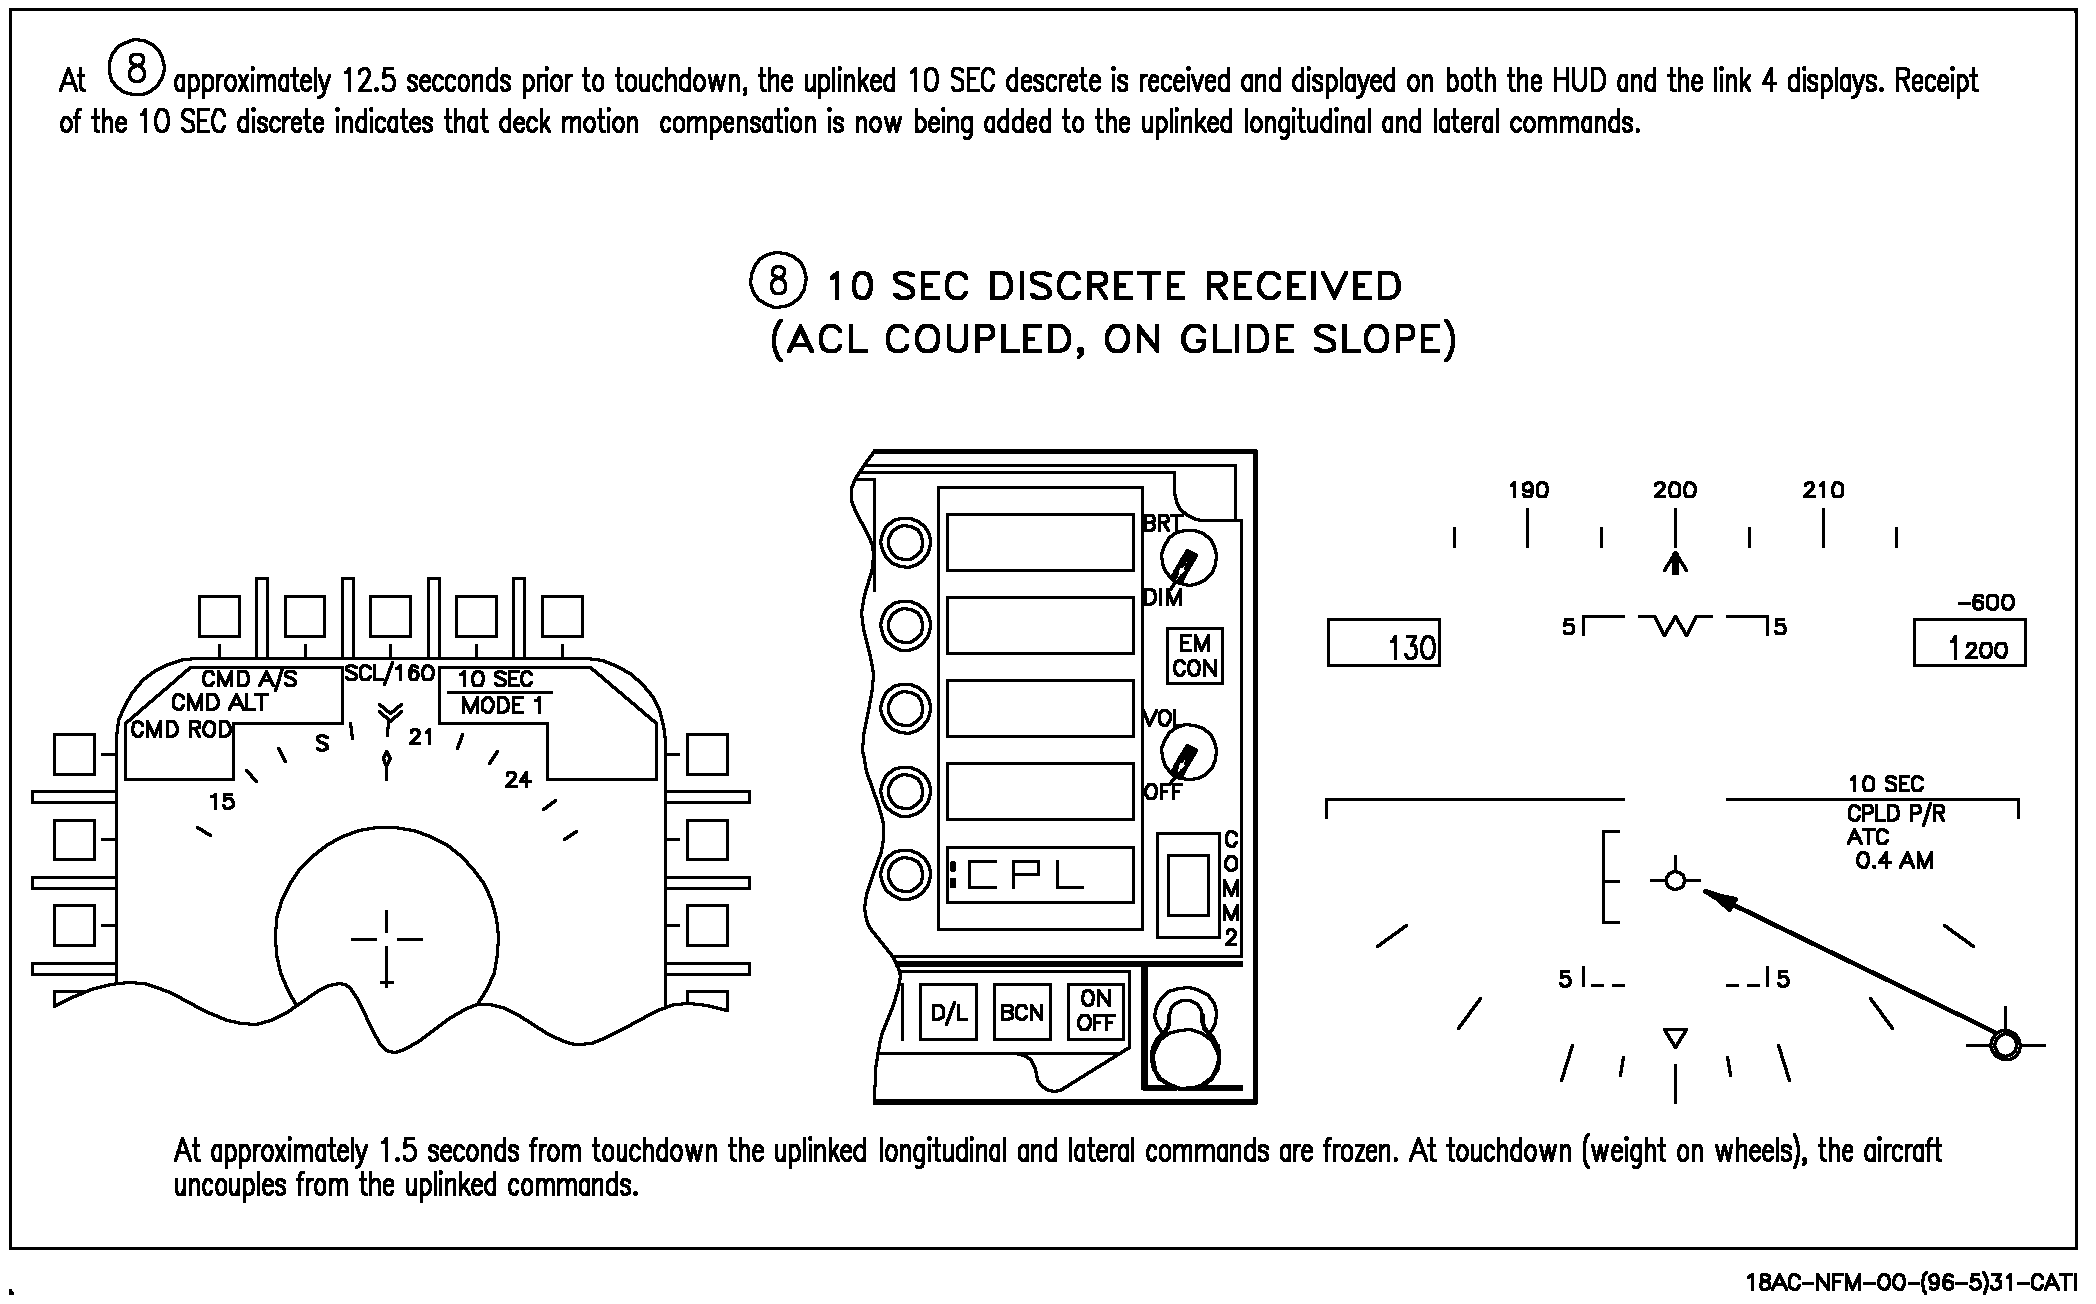 At 8 approximately 12.5 secconds prior to touchdown, the uplinked 10 SEC descrete is received and displayed on both the HUD and the link 4 displays. Receipt
of the 10 SEC discrete indicates that deck motion compensation is now being added to the uplinked longitudinal and lateral commands.
8 10 SEC DISCRETE RECEIVED
(ACL COUPLED, ON GLIDE SLOPE)
CMD A/S
CMD ALT
CMD ROD
SCL/160
10 SEC
MODE 1
S
21
24
15
BRT
DIM
EM
CON
VOL
OFF
:CPL
COMM2
D/L
BCN
ON
OFF
190 200 210
-600
130
5 5
1200
10 SEC
CPLD P/R
ATC
0.4 AM
5 5
At approximately 1.5 seconds from touchdown the uplinked longitudinal and lateral commands are frozen. At touchdown (weight on wheels), the aircraft
uncouples from the uplinked commands.
18AC-NFM-00-(96-5)31-CATI